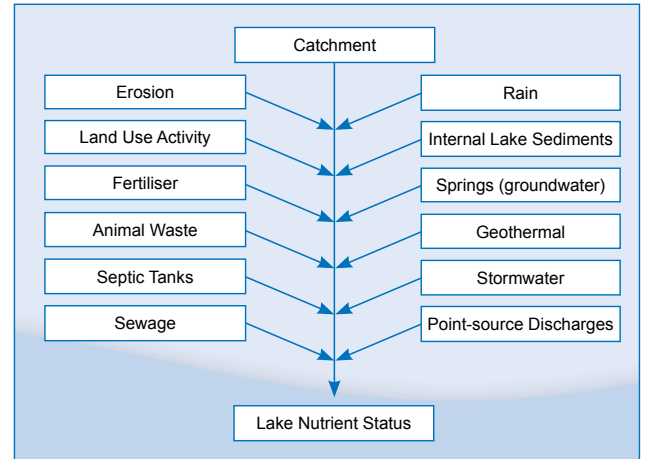 Catchment
Erosion
Rain
Land Use Activity
Internal Lake Sediments
Fertiliser
Springs (groundwater)
Animal Waste
Geothermal
Septic Tanks
Stormwater
Sewage
Point-source Discharges
Lake Nutrient Status